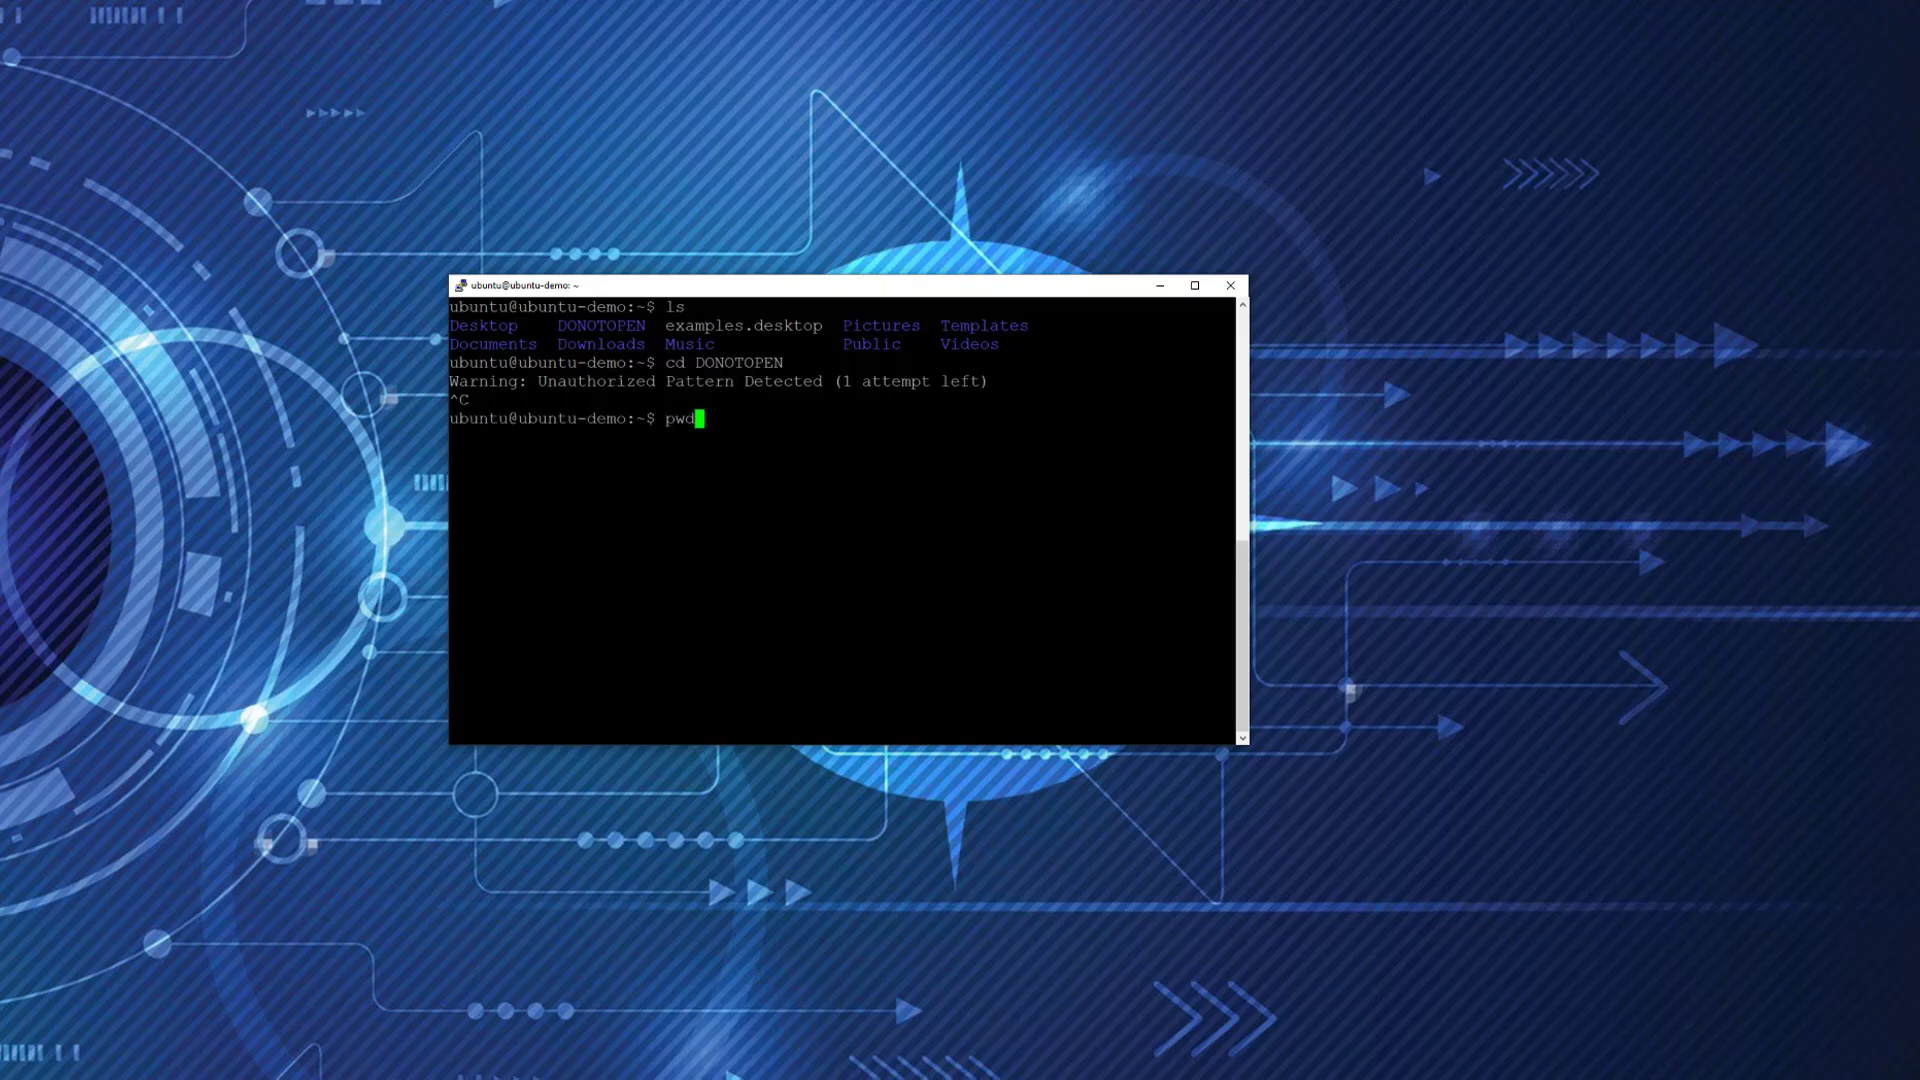 ubuntu@ubuntu-demo: ~
ubuntu@ubuntu-demo:~$ ls
Desktop DONOTOPEN examples.desktop Pictures Templates
Documents Downloads Music Public Videos
ubuntu@ubuntu-demo:~$ cd DONOTOPEN
Warning: Unauthorized Pattern Detected (1 attempt left)
^C
ubuntu@ubuntu-demo:~$ pwd